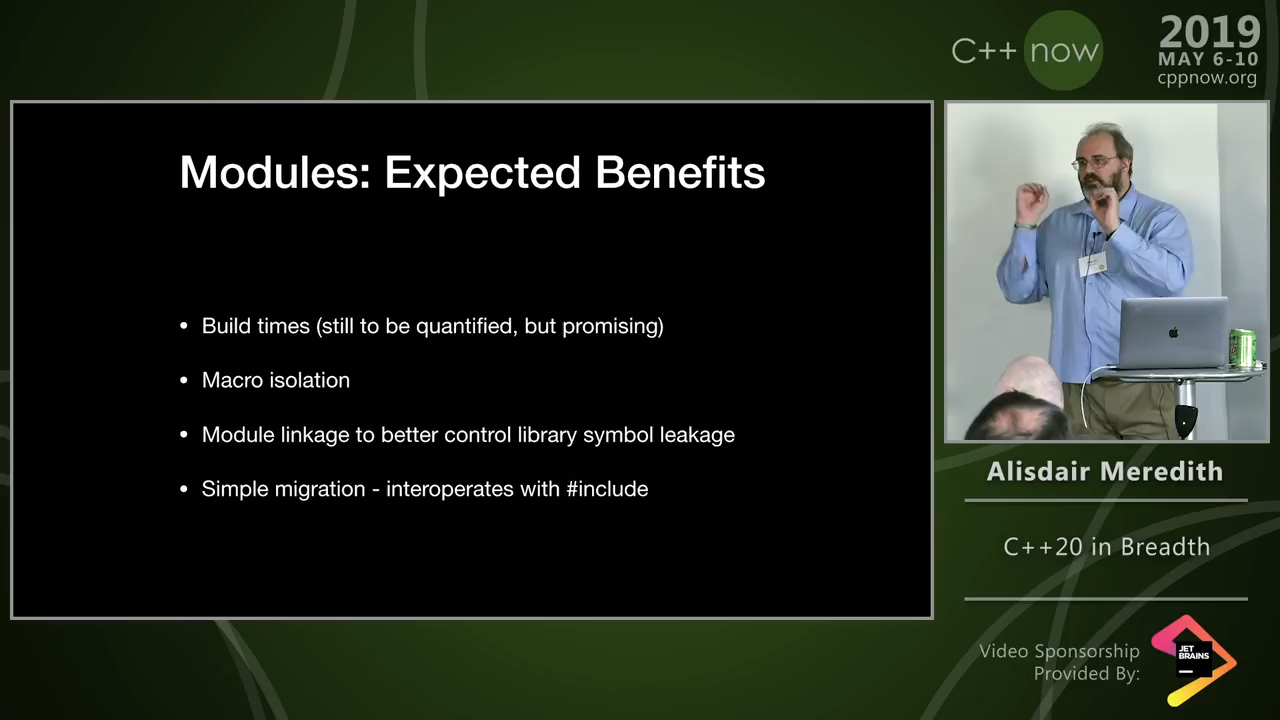 C++ now
2019
MAY 6-10
cppnow.org
Modules: Expected Benefits
• Build times (still to be quantified, but promising)
• Macro isolation
• Module linkage to better control library symbol leakage
• Simple migration - interoperates with #include
Alisdair Meredith
C++20 in Breadth
Video Sponsorship
Provided By:
JET
BRAINS